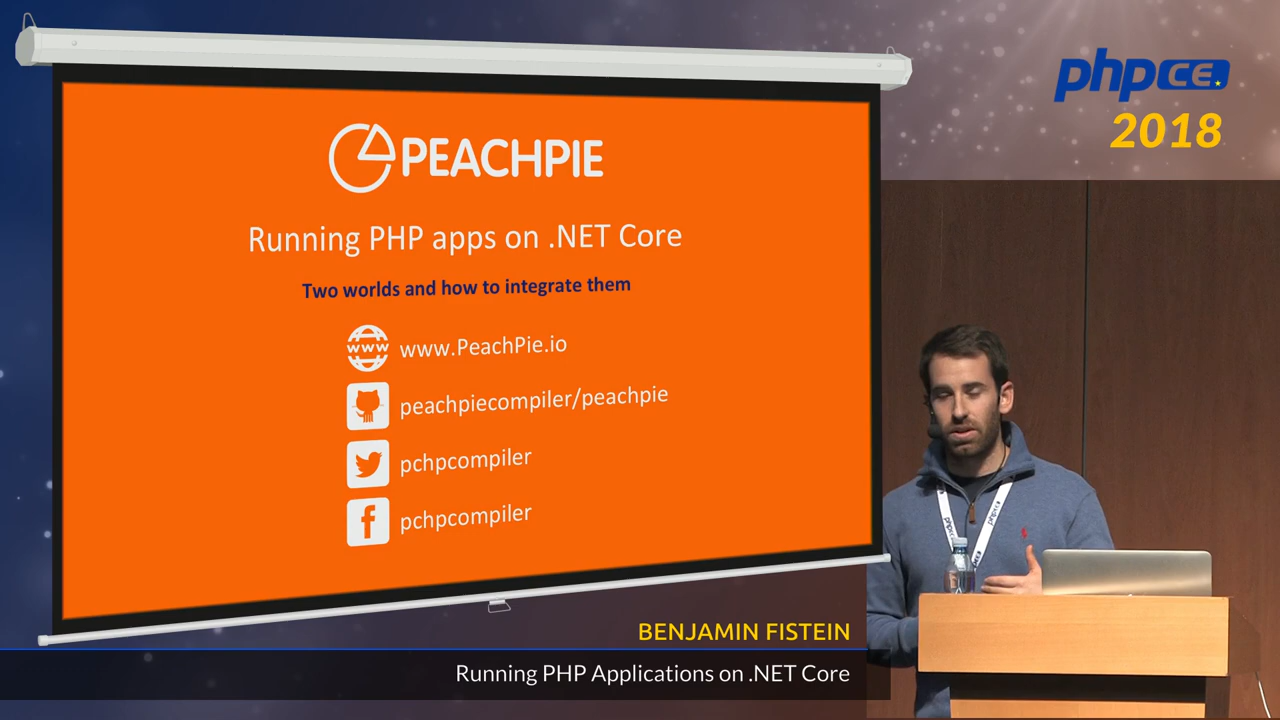 phpCE.
2018
PEACHPIE
Running PHP apps on .NET Core
Two worlds and how to integrate them
www
www.PeachPie.io
peachpiecompiler/peachpie
pchpcompiler
f
pchpcompiler
BENJAMIN FISTEIN
Running PHP Applications on .NET Core